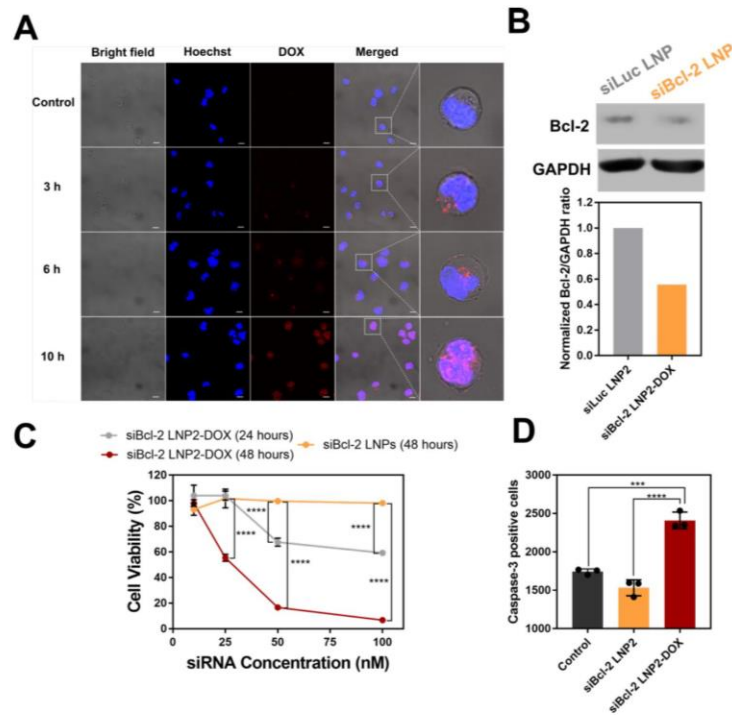 A
Bright field Hoechst DOX Merged
Control
3 h
6 h
10 h
B
siLuc LNP
siBcl-2 LNP
Bcl-2
GAPDH
Normalized Bcl-2/GAPDH ratio
1.2
1.0
0.8
0.6
0.4
0.2
0.0
siLuc LNP2
siBcl-2 LNP2-DOX
C
siBcl-2 LNP2-DOX (24 hours)
siBcl-2 LNPs (48 hours)
siBcl-2 LNP2-DOX (48 hours)
Cell Viability (%)
120
100
80
60
40
20
0
****
****
****
****
****
****
0 25 50 75 100
siRNA Concentration (nM)
D
Caspase-3 positive cells
3000
2500
2000
1500
1000
***
****
Control
siBcl-2 LNP2
siBcl-2 LNP2-DOX